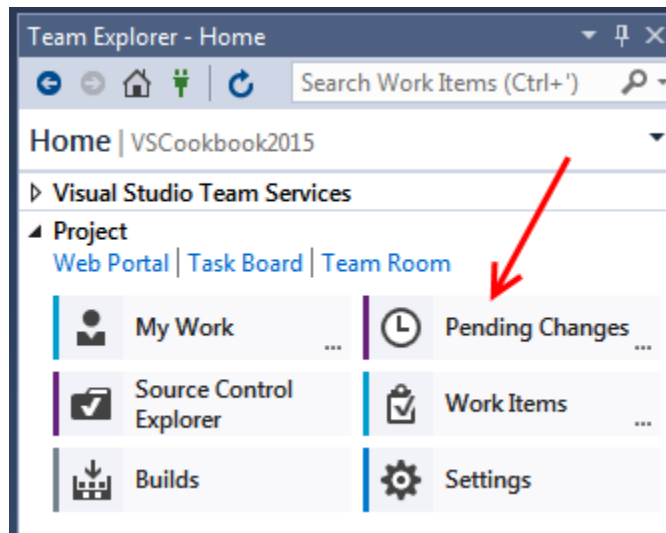 Team Explorer - Home
Search Work Items (Ctrl+')
Home | VSCookbook2015
Visual Studio Team Services
Project
Web Portal | Task Board | Team Room
My Work ...
Pending Changes ...
Source Control
Explorer
Work Items ...
Builds
Settings